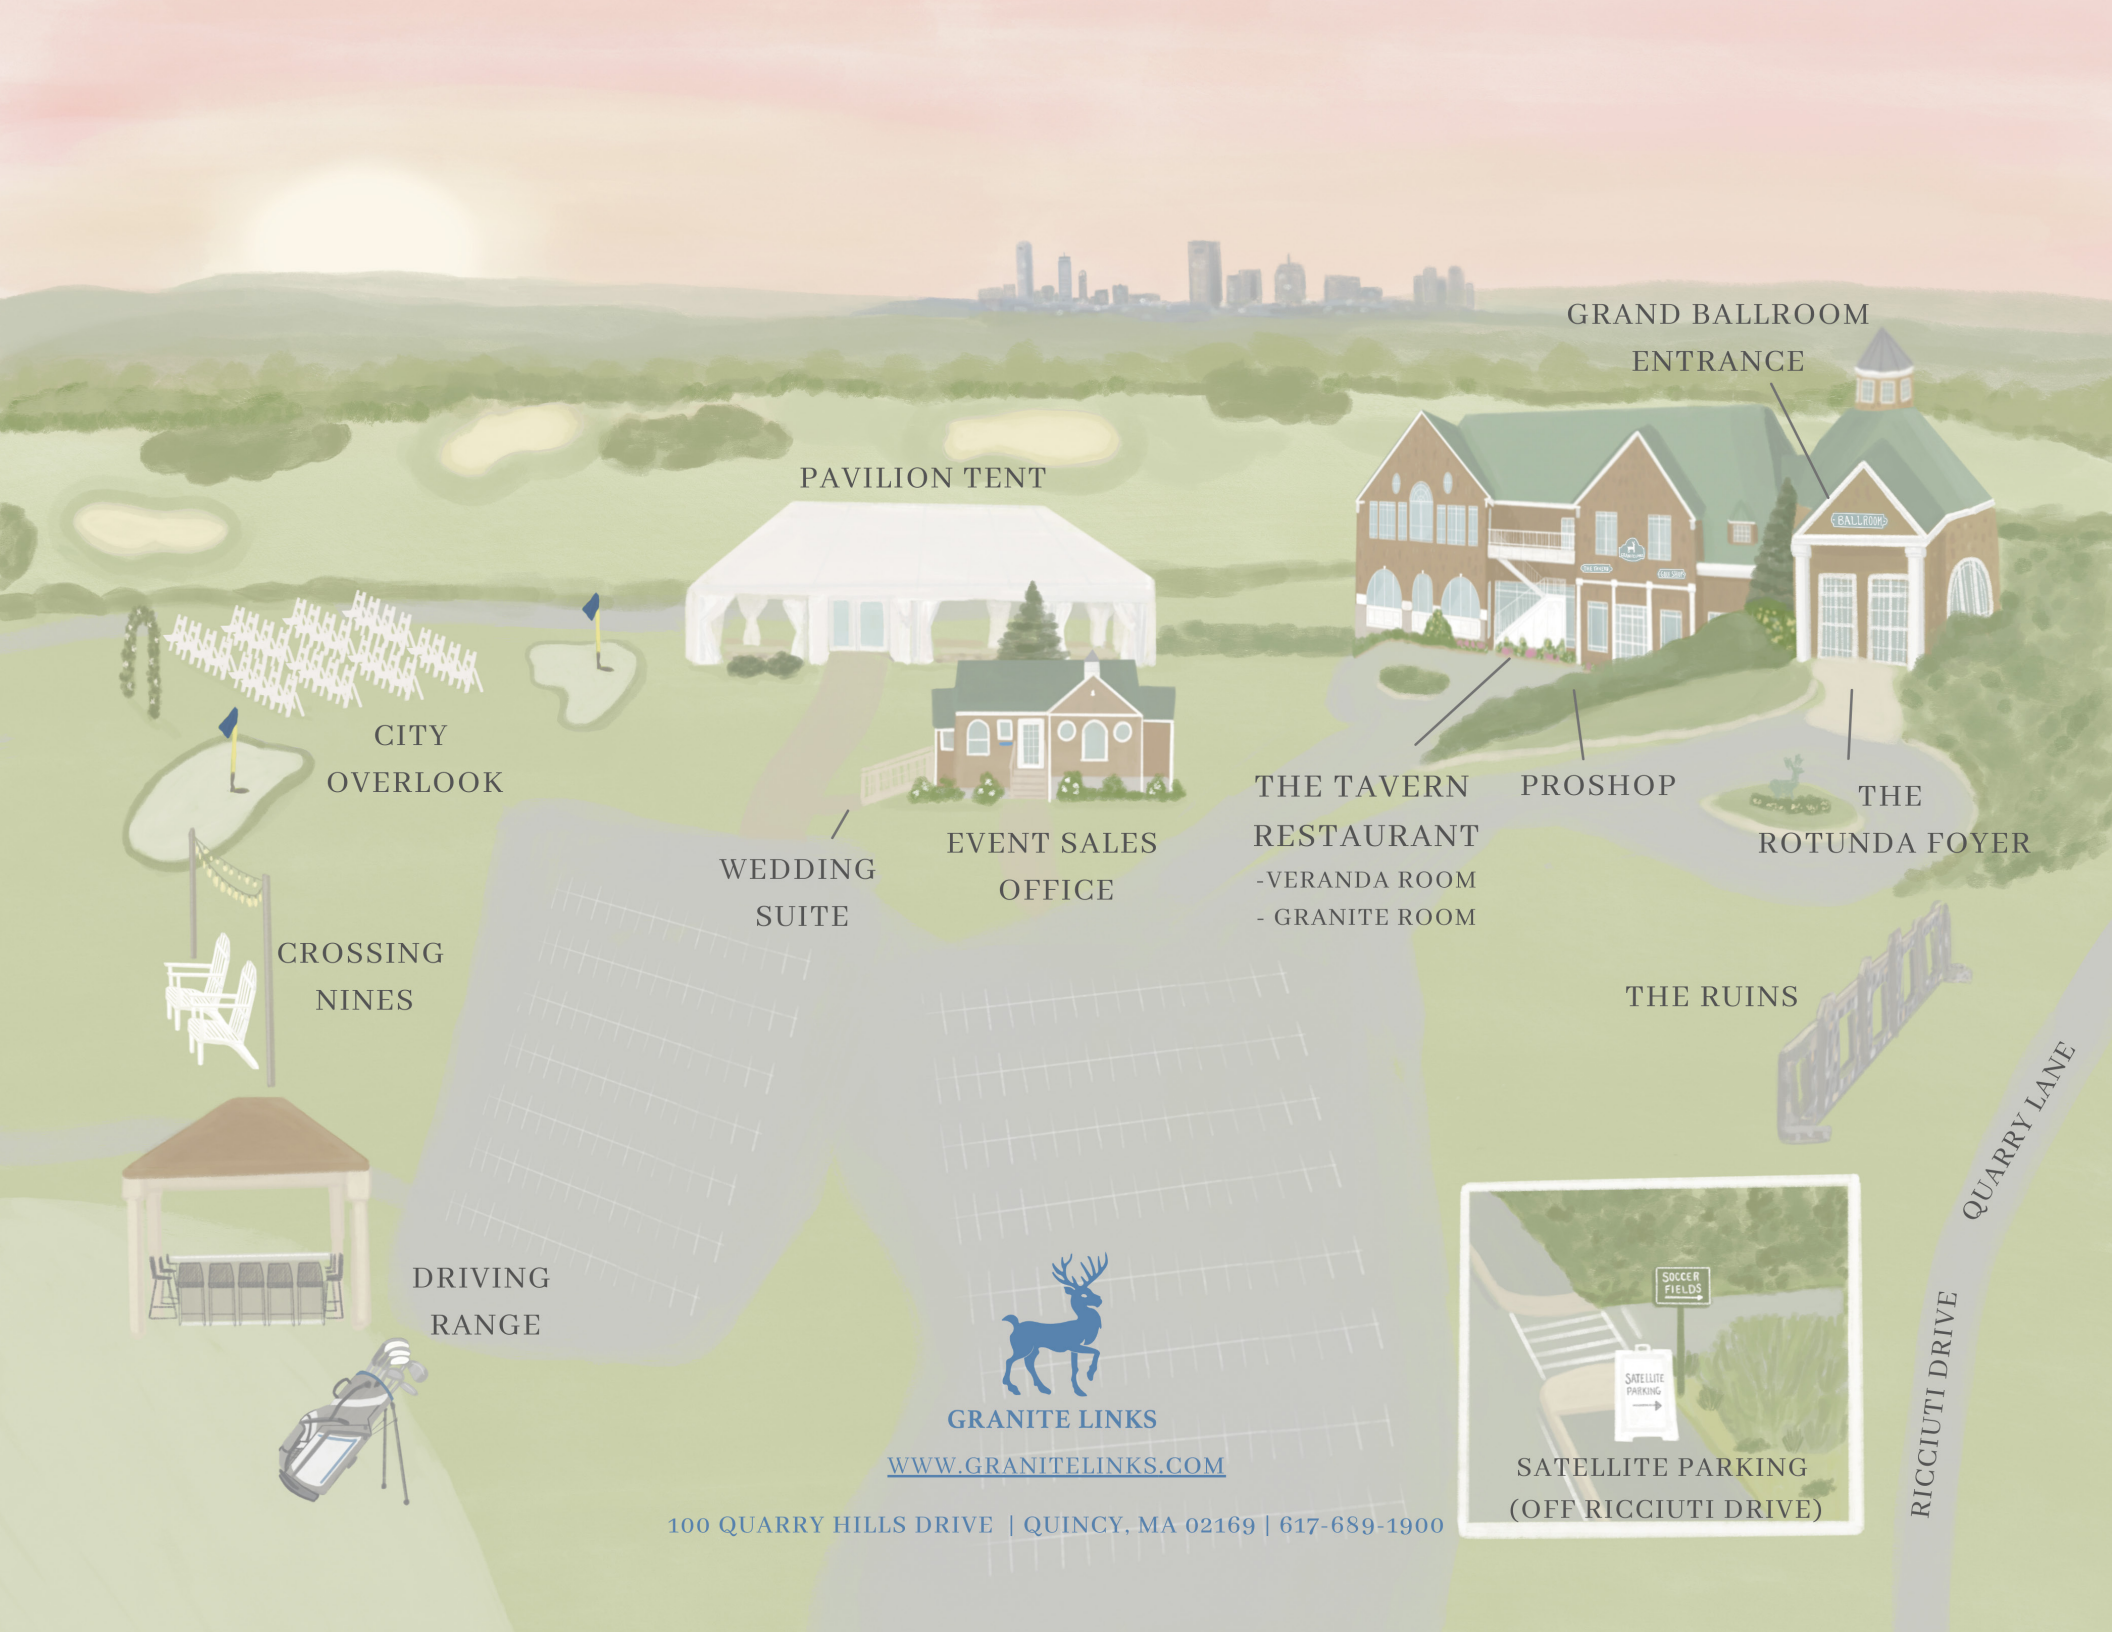 GRAND BALLROOM
ENTRANCE
BALLROOM
PAVILION TENT
CITY
OVERLOOK
THE TAVERN
RESTAURANT
-VERANDA ROOM
- GRANITE ROOM
PROSHOP
THE
ROTUNDA FOYER
WEDDING
SUITE
EVENT SALES
OFFICE
CROSSING
NINES
THE RUINS
QUARRY LANE
RICCIUTI DRIVE
DRIVING
RANGE
SOCCER
FIELDS
SATELLITE
PARKING
SATELLITE PARKING
(OFF RICCIUTI DRIVE)
GRANITE LINKS
WWW.GRANITELINKS.COM
100 QUARRY HILLS DRIVE | QUINCY, MA 02169 | 617-689-1900